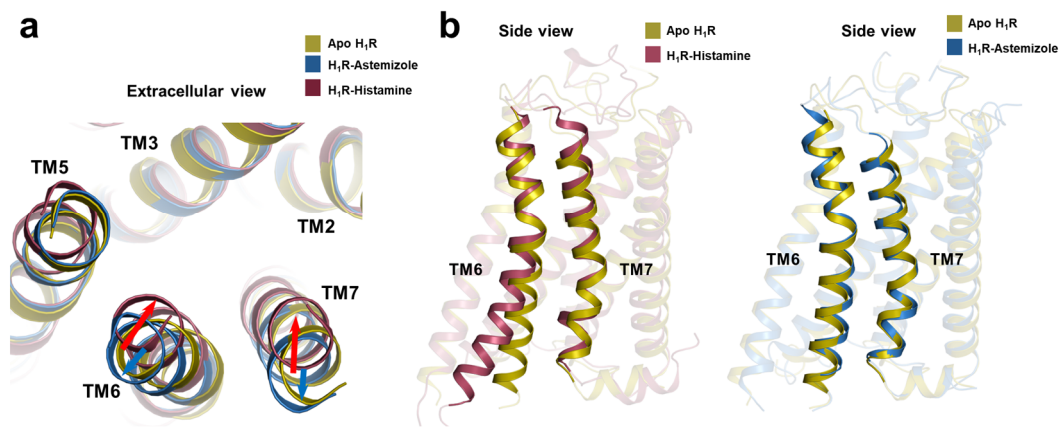 a
Apo H₁R
H₁R-Astemizole
H₁R-Histamine
Extracellular view
TM3
TM5
TM2
TM7
TM6
b
Side view
Apo H₁R
H₁R-Histamine
TM6
TM7
Side view
Apo H₁R
H₁R-Astemizole
TM6
TM7